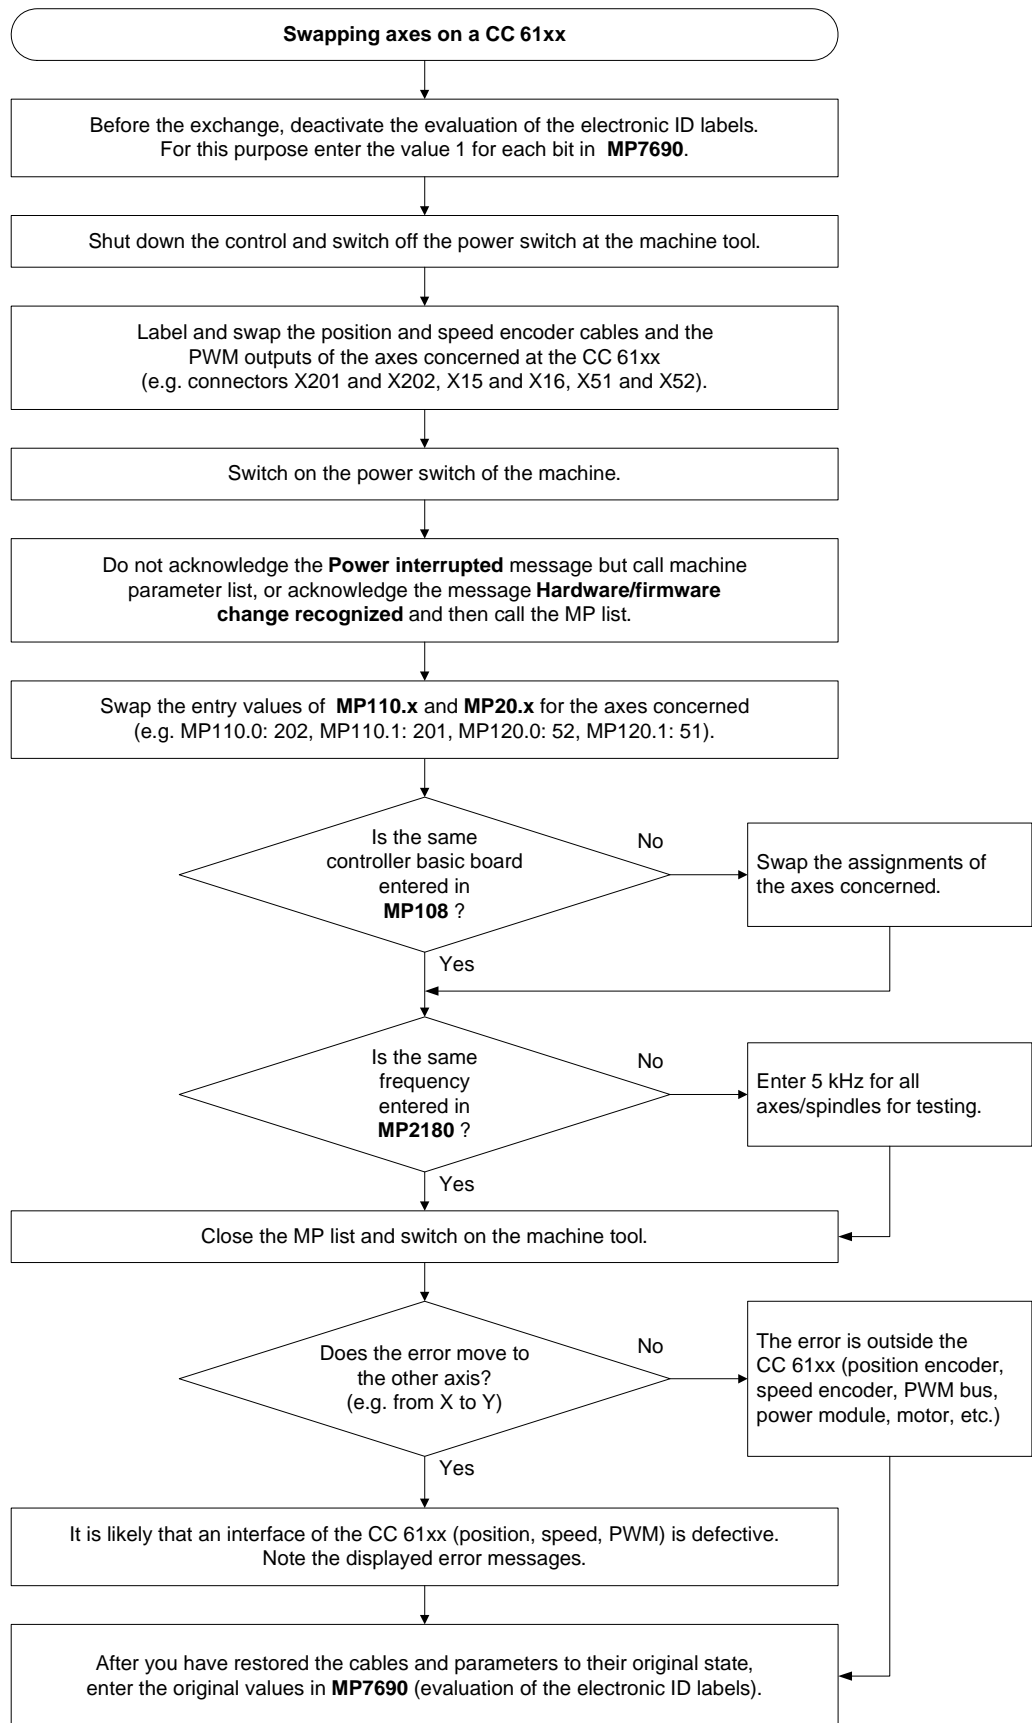 Swapping axes on a CC 61xx
Before the exchange, deactivate the evaluation of the electronic ID labels.
For this purpose enter the value 1 for each bit in MP7690.
Shut down the control and switch off the power switch at the machine tool.
Label and swap the position and speed encoder cables and the
PWM outputs of the axes concerned at the CC 61xx
(e.g. connectors X201 and X202, X15 and X16, X51 and X52).
Switch on the power switch of the machine.
Do not acknowledge the Power interrupted message but call machine
parameter list, or acknowledge the message Hardware/firmware
change recognized and then call the MP list.
Swap the entry values of MP110.x and MP20.x for the axes concerned
(e.g. MP110.0: 202, MP110.1: 201, MP120.0: 52, MP120.1: 51).
Is the same
controller basic board
entered in
MP108 ?
No
Swap the assignments of
the axes concerned.
Yes
Is the same
frequency
entered in
MP2180 ?
No
Enter 5 kHz for all
axes/spindles for testing.
Yes
Close the MP list and switch on the machine tool.
Does the error move to
the other axis?
(e.g. from X to Y)
No
The error is outside the
CC 61xx (position encoder,
speed encoder, PWM bus,
power module, motor, etc.)
Yes
It is likely that an interface of the CC 61xx (position, speed, PWM) is defective.
Note the displayed error messages.
After you have restored the cables and parameters to their original state,
enter the original values in MP7690 (evaluation of the electronic ID labels).